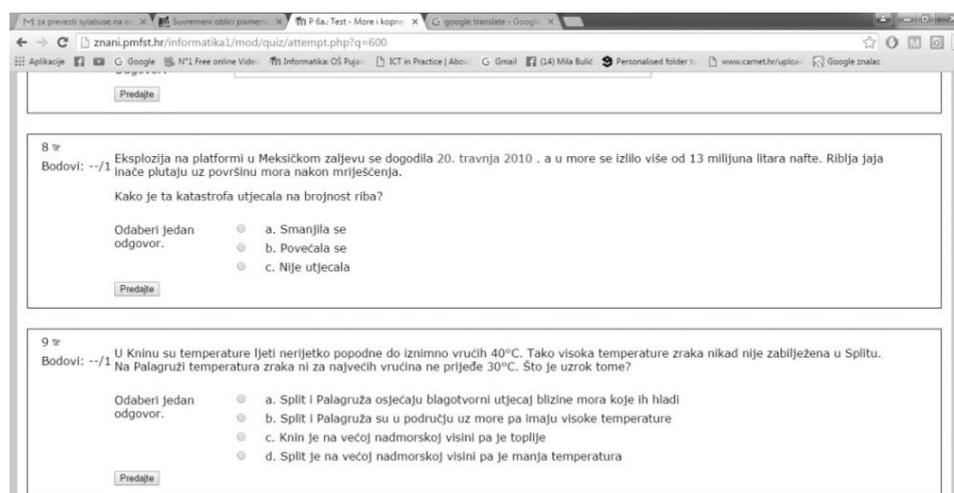 za prevesti sylabuse na en
Suvremeni oblici pismeno
P 6a.: Test - More i kopne
google translate - Google
znani.pmfst.hr/informatika1/mod/quiz/attempt.php?q=600
Aplikacije G Google N°1 Free online Video Informatika: OŠ Pujan ICT in Practice | About G Gmail (14) Mila Bulić Personalised folder tu www.carnet.hr/uploa Google znalac
Predajte
8
Bodovi: --/1
Eksplozija na platformi u Meksičkom zaljevu se dogodila 20. travnja 2010 . a u more se izlilo više od 13 milijuna litara nafte. Riblja jaja
inače plutaju uz površinu mora nakon mriješćenja.
Kako je ta katastrofa utjecala na brojnost riba?
Odaberi jedan
odgovor.
a. Smanjila se
b. Povećala se
c. Nije utjecala
Predajte
9
Bodovi: --/1
U Kninu su temperature ljeti nerijetko popodne do iznimno vrućih 40°C. Tako visoka temperature zraka nikad nije zabilježena u Splitu.
Na Palagruži temperatura zraka ni za najvećih vrućina ne prijeđe 30°C. Što je uzrok tome?
Odaberi jedan
odgovor.
a. Split i Palagruža osjećaju blagotvorni utjecaj blizine mora koje ih hladi
b. Split i Palagruža su u području uz more pa imaju visoke temperature
c. Knin je na većoj nadmorskoj visini pa je toplije
d. Split je na većoj nadmorskoj visini pa je manja temperatura
Predajte